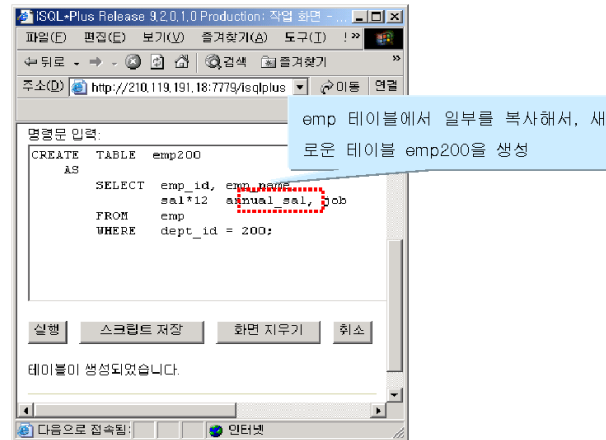 iSQL*Plus Release 9.2.0.1.0 Production: 작업 화면 - ...
파일(F) 편집(E) 보기(V) 즐겨찾기(A) 도구(T) »
뒤로 검색 즐겨찾기 »
주소(D) http://210.119.191.18:7779/isqlplus 이동 연결
emp 테이블에서 일부를 복사해서, 새
로운 테이블 emp200을 생성
명령문 입력:
CREATE TABLE emp200
AS
SELECT emp_id, emp_name
sal*12 annual_sal, job
FROM emp
WHERE dept_id = 200;
실행 스크립트 저장 화면 지우기 취소
테이블이 생성되었습니다.
다음으로 접속됨: 인터넷